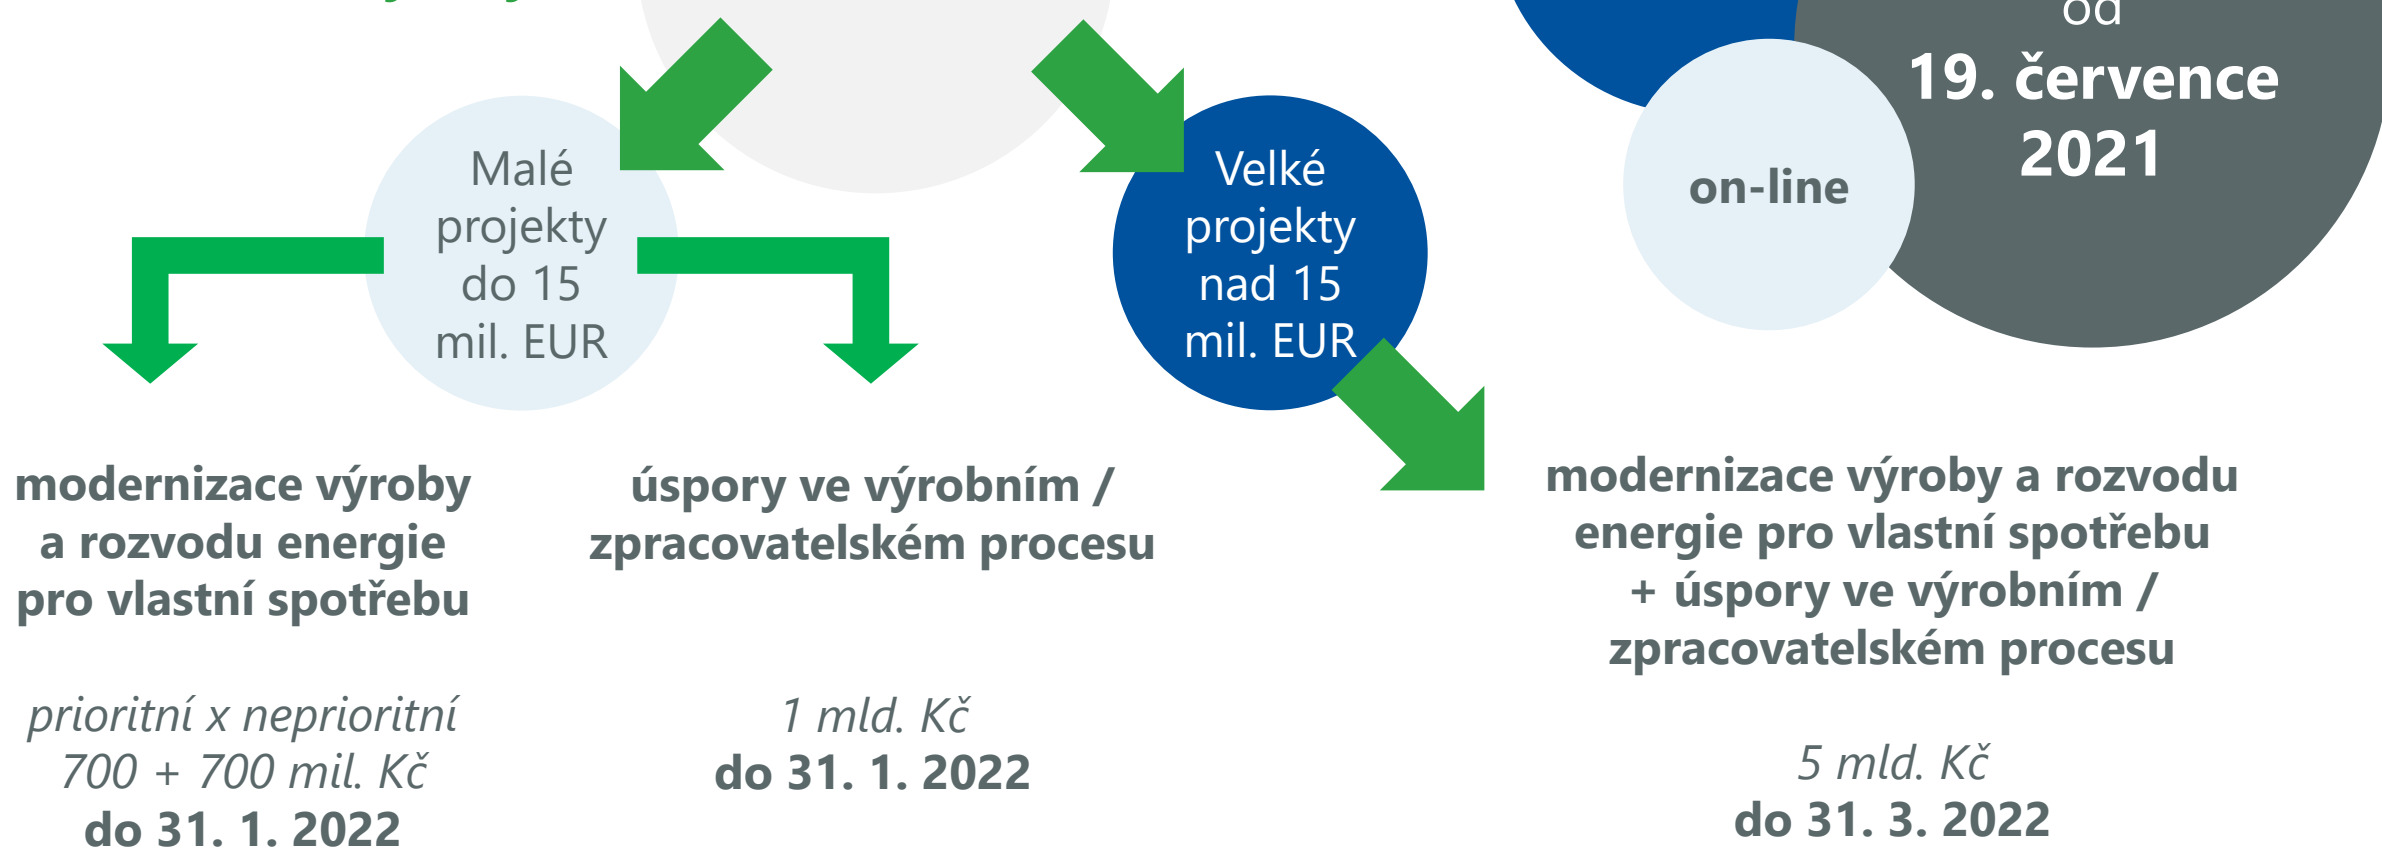 od
19. července
2021
on-line
Malé
projekty
do 15
mil. EUR
Velké
projekty
nad 15
mil. EUR
modernizace výroby
a rozvodu energie
pro vlastní spotřebu
prioritní x neprioritní
700 + 700 mil. Kč
do 31. 1. 2022
úspory ve výrobním /
zpracovatelském procesu
1 mld. Kč
do 31. 1. 2022
modernizace výroby a rozvodu
energie pro vlastní spotřebu
+ úspory ve výrobním /
zpracovatelském procesu
5 mld. Kč
do 31. 3. 2022